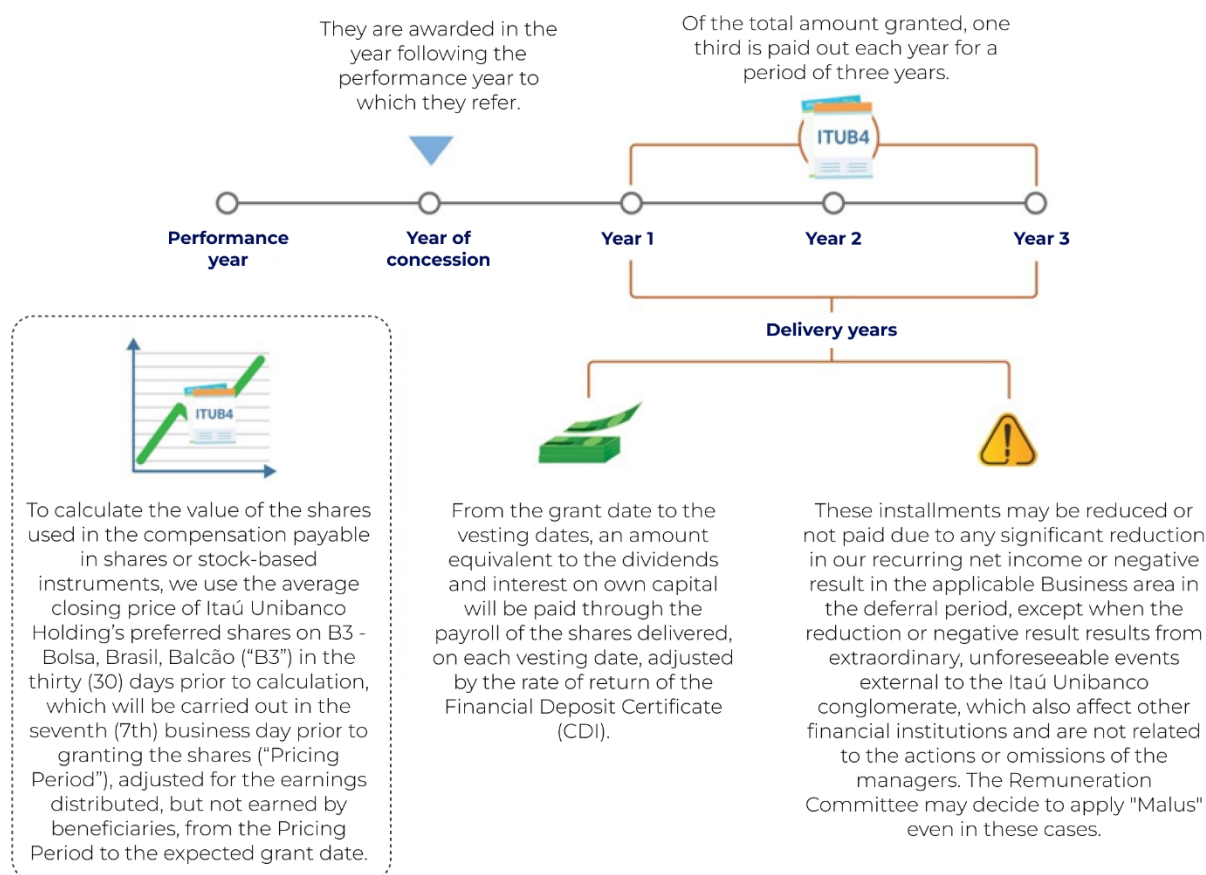 They are awarded in the
year following the
performance year to
which they refer.
Of the total amount granted, one
third is paid out each year for a
period of three years.
ITUB4
Performance
year
Year of
concession
Year 1
Year 2
Year 3
Delivery years
ITUB4
To calculate the value of the shares
used in the compensation payable
in shares or stock-based
instruments, we use the average
closing price of Itaú Unibanco
Holding’s preferred shares on B3 -
Bolsa, Brasil, Balcão (“B3”) in the
thirty (30) days prior to calculation,
which will be carried out in the
seventh (7th) business day prior to
granting the shares (“Pricing
Period”), adjusted for the earnings
distributed, but not earned by
beneficiaries, from the Pricing
Period to the expected grant date.
From the grant date to the
vesting dates, an amount
equivalent to the dividends
and interest on own capital
will be paid through the
payroll of the shares delivered,
on each vesting date, adjusted
by the rate of return of the
Financial Deposit Certificate
(CDI).
These installments may be reduced or
not paid due to any significant reduction
in our recurring net income or negative
result in the applicable Business area in
the deferral period, except when the
reduction or negative result results from
extraordinary, unforeseeable events
external to the Itaú Unibanco
conglomerate, which also affect other
financial institutions and are not related
to the actions or omissions of the
managers. The Remuneration
Committee may decide to apply "Malus"
even in these cases.